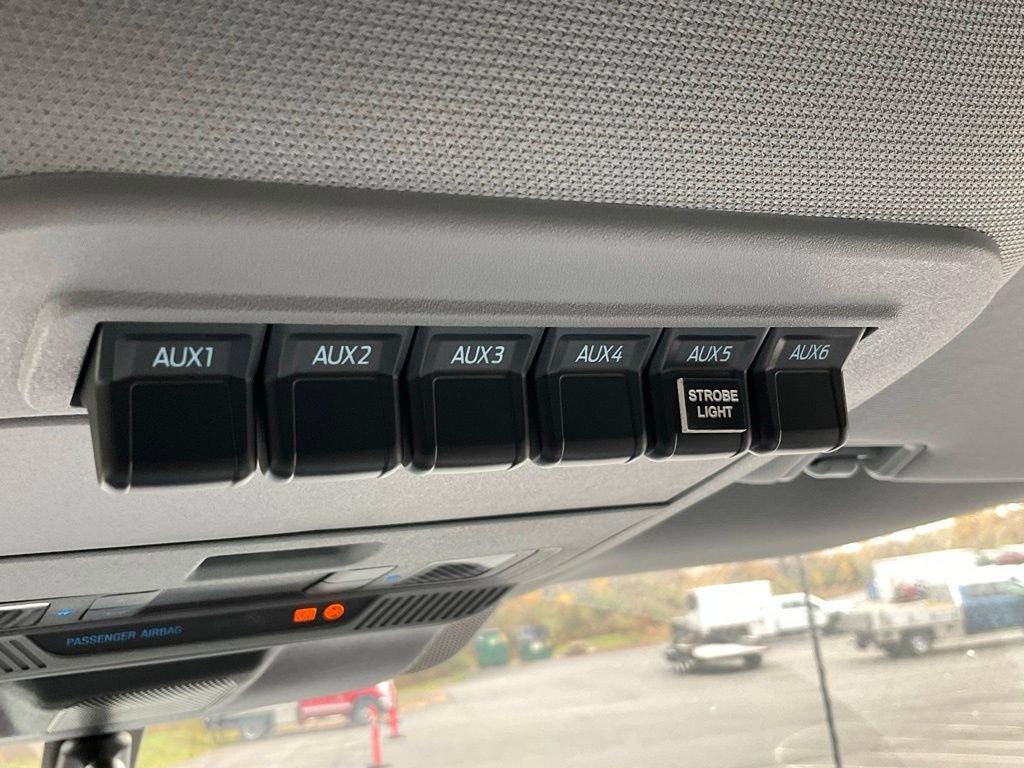 AUX1 AUX2 AUX3 AUX4 AUX5 AUX6
STROBE
LIGHT
PASSENGER AIRBAG